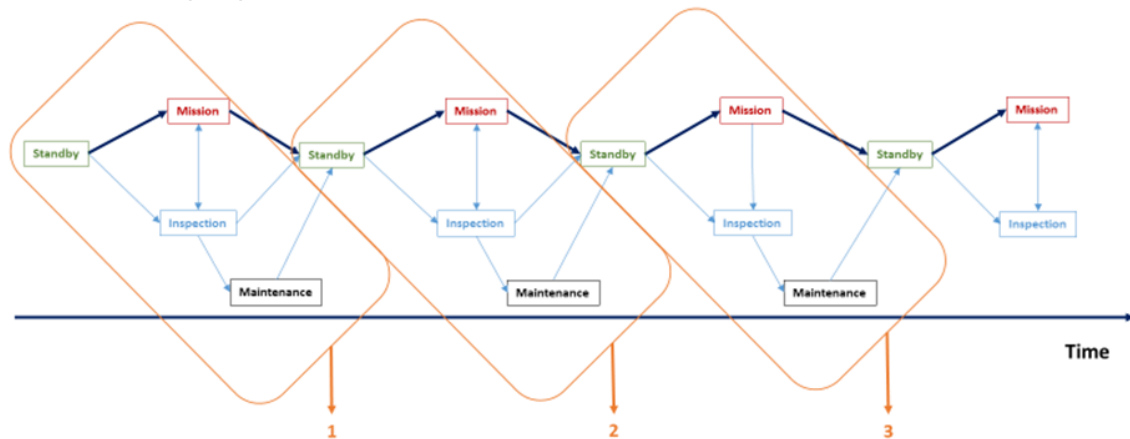 Mission
Mission
Mission
Mission
Standby
Standby
Standby
Standby
Inspection
Inspection
Inspection
Inspection
Maintenance
Maintenance
Maintenance
Time
1
2
3